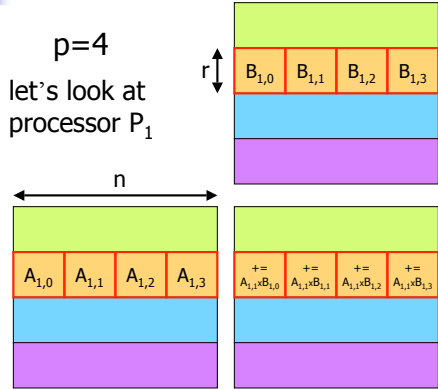 p=4
let's look at
processor P₁
r
B₁,₀ B₁,₁ B₁,₂ B₁,₃
n
A₁,₀ A₁,₁ A₁,₂ A₁,₃
+= += += +=
A₁,₁xB₁,₀ A₁,₁xB₁,₁ A₁,₁xB₁,₂ A₁,₁xB₁,₃